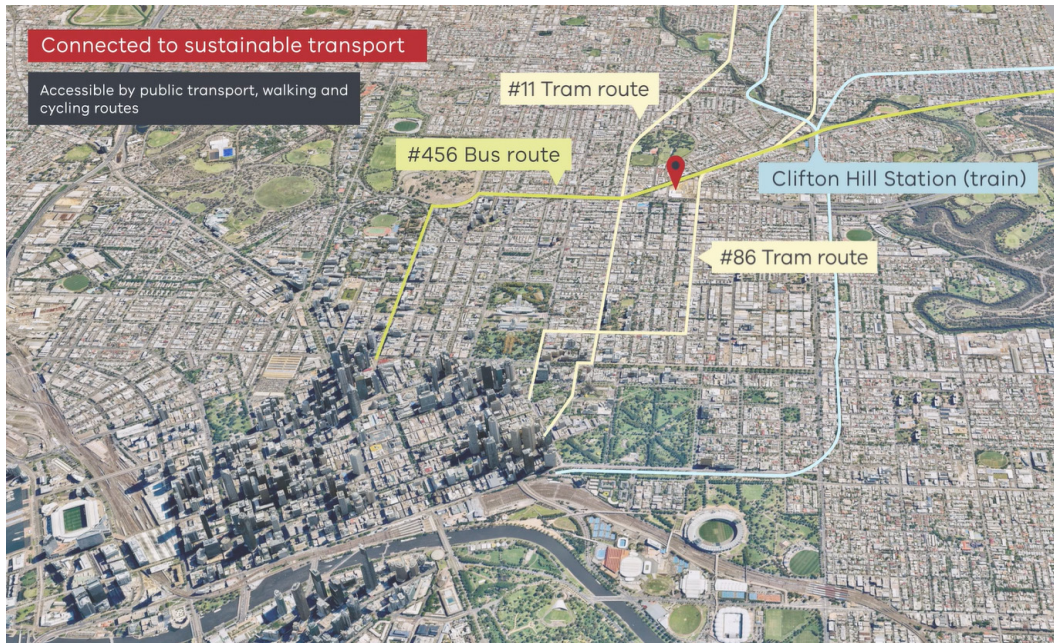 Connected to sustainable transport
Accessible by public transport, walking and
cycling routes
#11 Tram route
#456 Bus route
Clifton Hill Station (train)
#86 Tram route